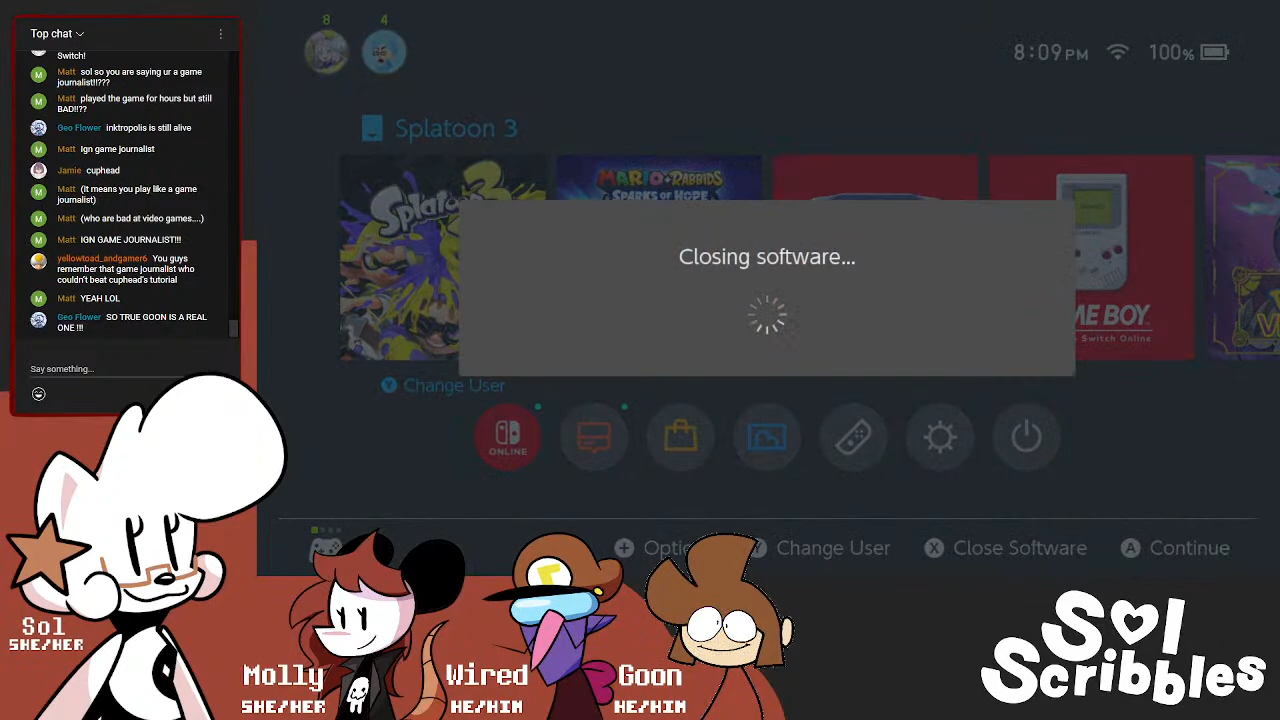 Top chat
Switch!
Matt sol so you are saying ur a game
journalist!!???
Matt played the game for hours but still
BAD!!??
Geo Flower inktropolis is still alive
Matt Ign game journalist
Jamie cuphead
Matt (it means you play like a game
journalist)
Matt (who are bad at video games....)
Matt IGN GAME JOURNALIST!!!
yellowtoad_andgamer6 You guys
remember that game journalist who
couldn't beat cuphead's tutorial
Matt YEAH LOL
Geo Flower SO TRUE GOON IS A REAL
ONE !!!
Say something...
8
4
8:09 PM
100%
Splatoon 3
MARIO+RABBIDS
SPARKS OF HOPE
Closing software...
ME BOY
Switch Online
Y Change User
ONLINE
+ Optio
Y Change User
X Close Software
A Continue
Sol
SHE/HER
Molly
SHE/HER
Wired
HE/HIM
Goon
HE/HIM
Sol
Scribbles